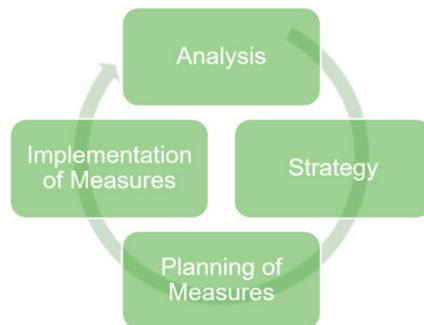 Analysis
Strategy
Planning of
Measures
Implementation
of Measures